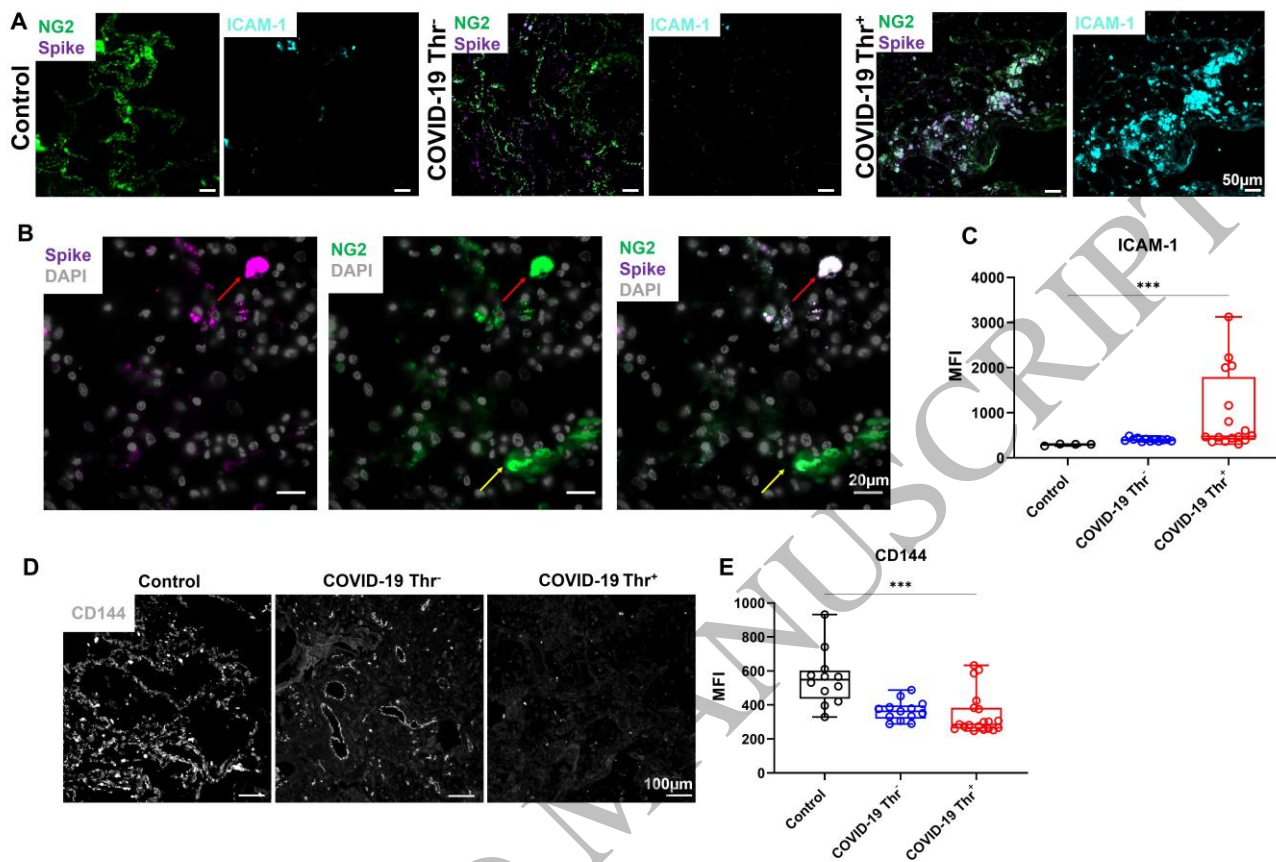 A
Control
NG2
Spike
ICAM-1
COVID-19 Thr-
NG2
Spike
ICAM-1
COVID-19 Thr+
NG2
Spike
ICAM-1
50µm
B
Spike
DAPI
NG2
DAPI
NG2
Spike
DAPI
20µm
C
ICAM-1
MFI
4000
3000
2000
1000
0
***
Control
COVID-19 Thr-
COVID-19 Thr+
D
Control
COVID-19 Thr-
COVID-19 Thr+
CD144
100µm
E
CD144
MFI
1000
800
600
400
200
0
***
Control
COVID-19 Thr-
COVID-19 Thr+
MANUSCRIPT